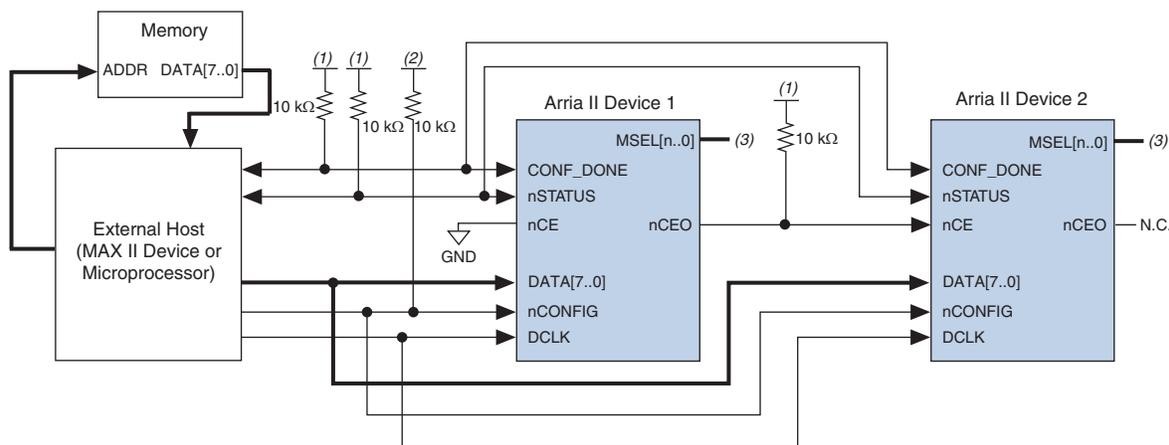 Memory
ADDR DATA[7..0]
(1) (1) (2)
10 kΩ
10 kΩ 10 kΩ
Arria II Device 1
MSEL[n..0] (3)
CONF_DONE
nSTATUS
nCE nCEO
GND
DATA[7..0]
nCONFIG
DCLK
External Host
(MAX II Device or
Microprocessor)
(1)
10 kΩ
Arria II Device 2
MSEL[n..0] (3)
CONF_DONE
nSTATUS
nCE nCEO N.C.
DATA[7..0]
nCONFIG
DCLK